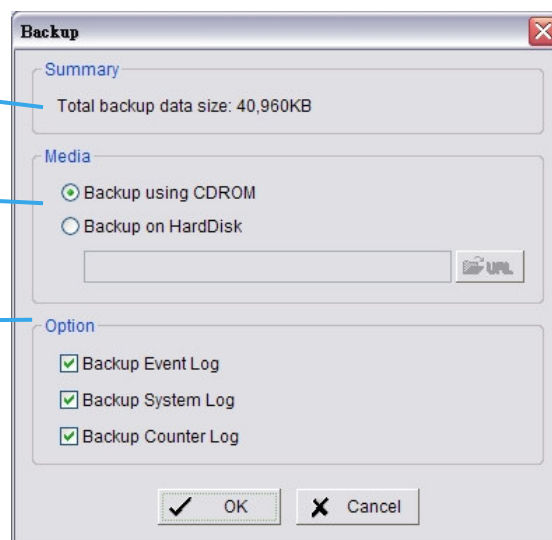 Backup
Summary
Total backup data size: 40,960KB
Media
Backup using CDROM
Backup on HardDisk
URL
Option
Backup Event Log
Backup System Log
Backup Counter Log
OK
Cancel